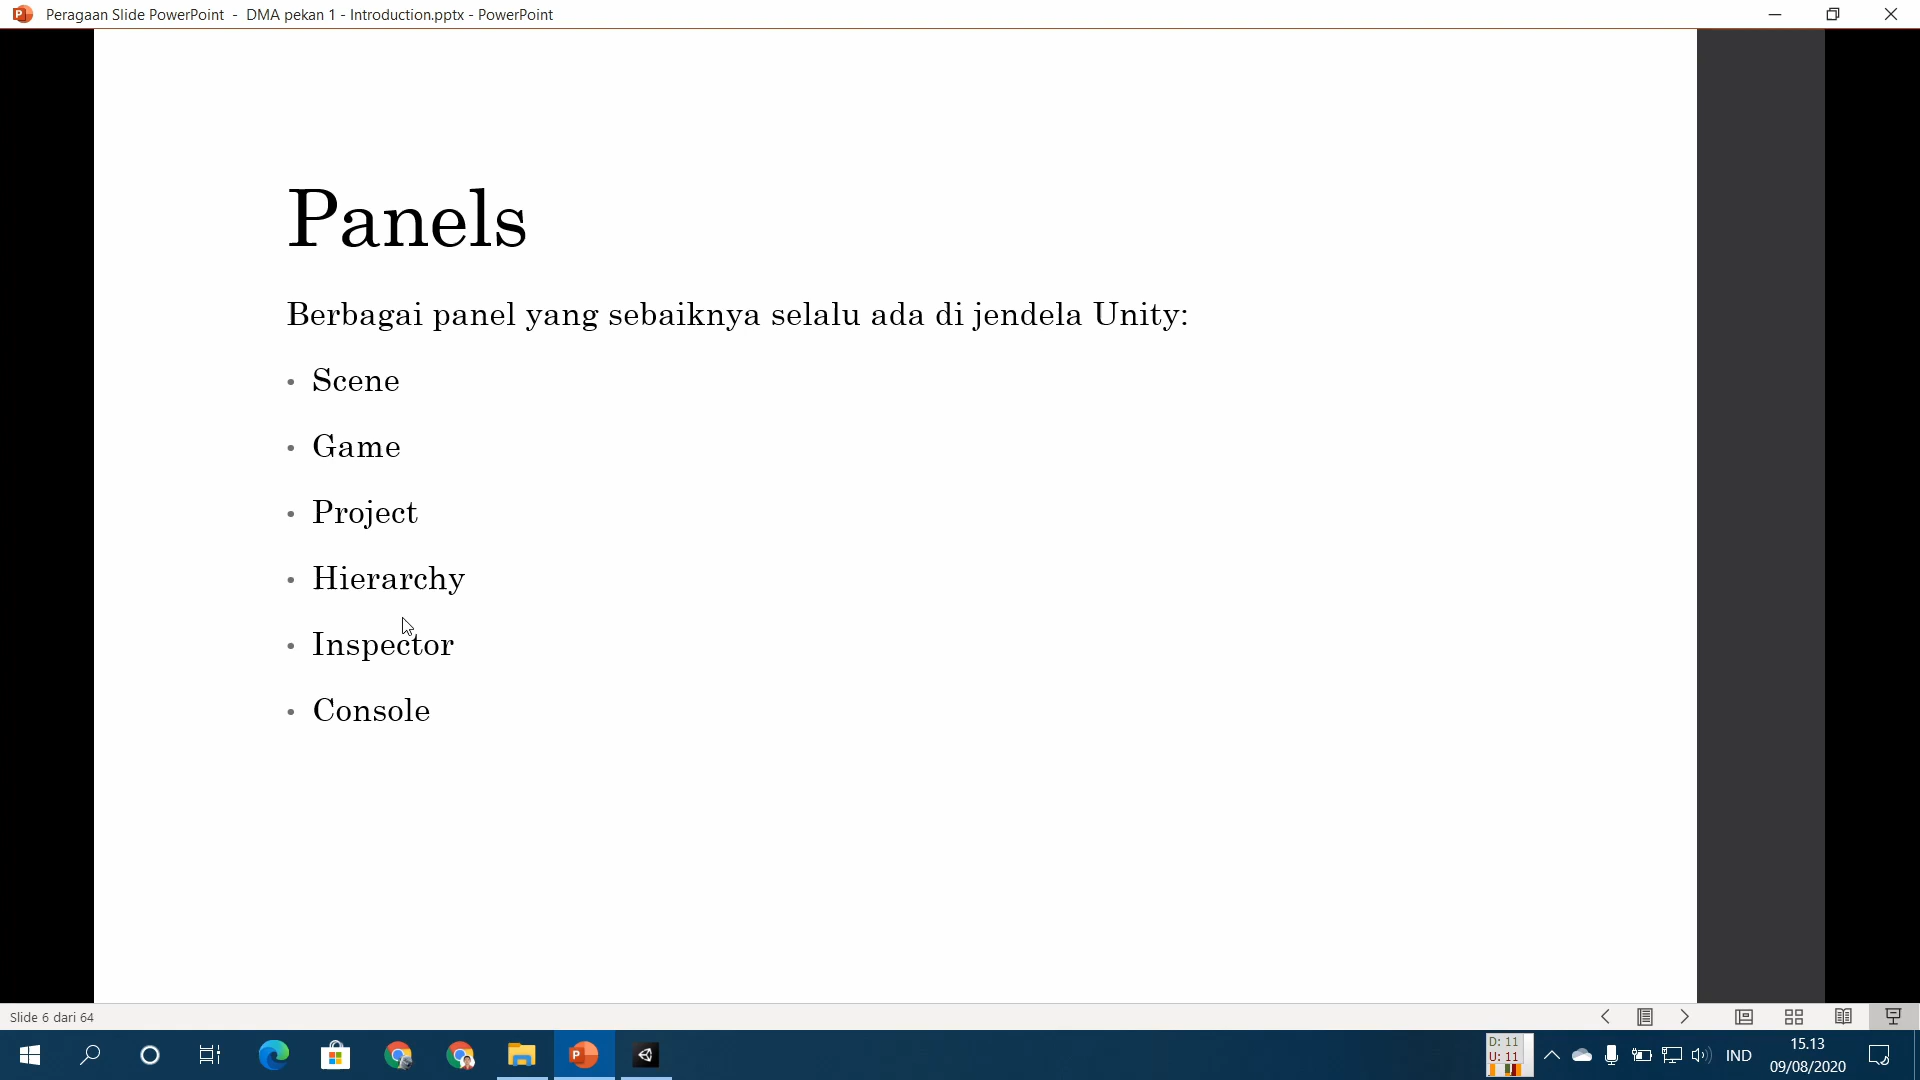 Peragaan Slide PowerPoint - DMA pekan 1 - Introduction.pptx - PowerPoint
Panels
Berbagai panel yang sebaiknya selalu ada di jendela Unity:
• Scene
• Game
• Project
• Hierarchy
• Inspector
• Console
Slide 6 dari 64
D: 11
U: 11
IND
15.13
09/08/2020